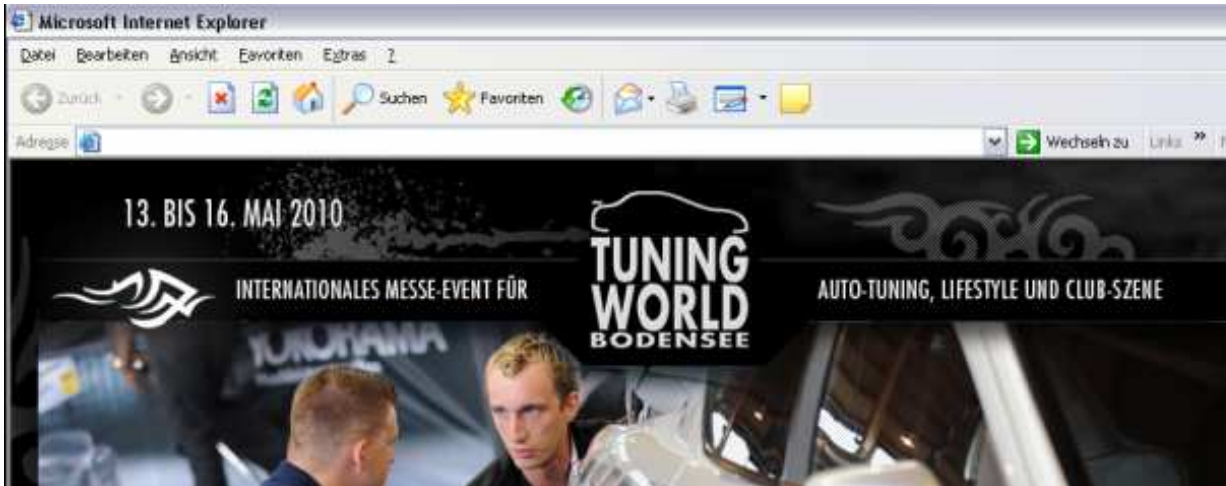 Microsoft Internet Explorer
Datei Bearbeiten Ansicht Favoriten Extras ?
Zurück Suchen Favoriten
Adresse Wechseln zu Links »
13. BIS 16. MAI 2010
INTERNATIONALES MESSE-EVENT FÜR
TUNING
WORLD
BODENSEE
AUTO-TUNING, LIFESTYLE UND CLUB-SZENE
YOKOHAMA